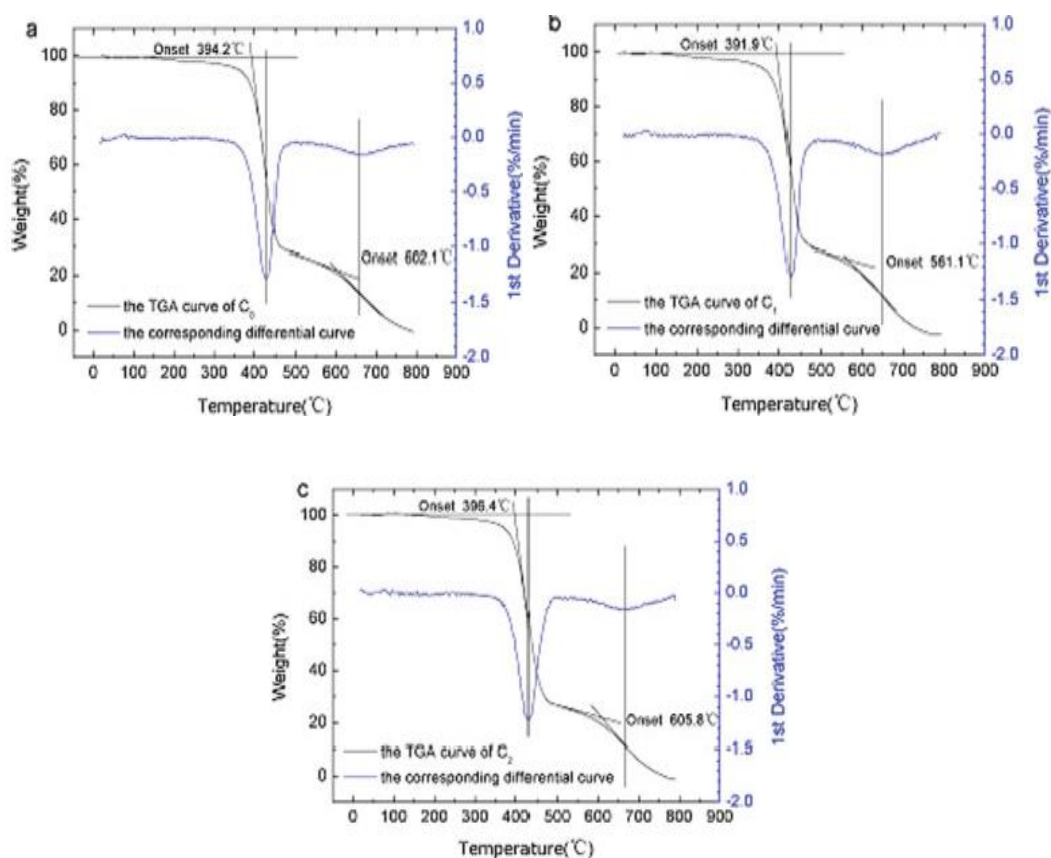 a
Onset 394.2℃
100
80
60
40
20
0
Weight(%)
1.0
0.5
0.0
-0.5
-1.0
-1.5
-2.0
1st Derivative(%/min)
Onset 602.1℃
the TGA curve of C₀
the corresponding differential curve
0 100 200 300 400 500 600 700 800 900
Temperature(℃)
b
Onset 391.9℃
100
80
60
40
20
0
Weight(%)
1.0
0.5
0.0
-0.5
-1.0
-1.5
-2.0
1st Derivative(%/min)
Onset 561.1℃
the TGA curve of C₁
the corresponding differential curve
0 100 200 300 400 500 600 700 800 900
Temperature(℃)
c
Onset 396.4℃
100
80
60
40
20
0
Weight(%)
1.0
0.5
0.0
-0.5
-1.0
-1.5
-2.0
1st Derivative(%/min)
Onset 605.8℃
the TGA curve of C₂
the corresponding differential curve
0 100 200 300 400 500 600 700 800 900
Temperature(℃)